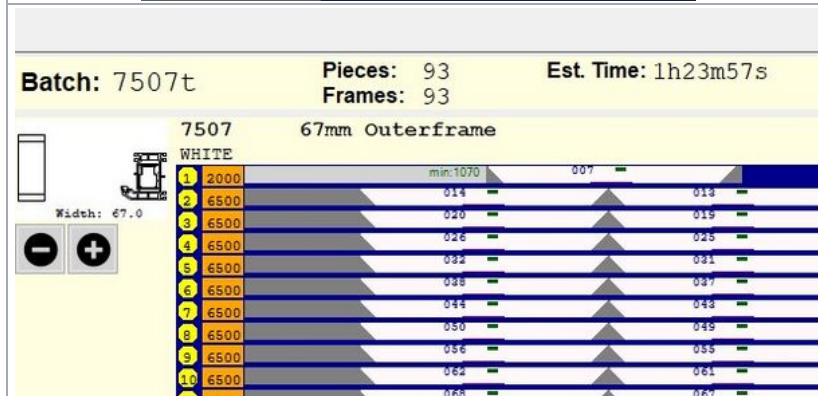 Batch: 7507t
Pieces: 93
Frames: 93
Est. Time: 1h23m57s
7507 67mm Outerframe
WHITE
Width: 67.0
1 2000 min:1070 007
2 6500 014 013
3 6500 020 019
4 6500 026 025
5 6500 032 031
6 6500 038 037
7 6500 044 043
8 6500 050 049
9 6500 056 055
10 6500 062 061
068 067